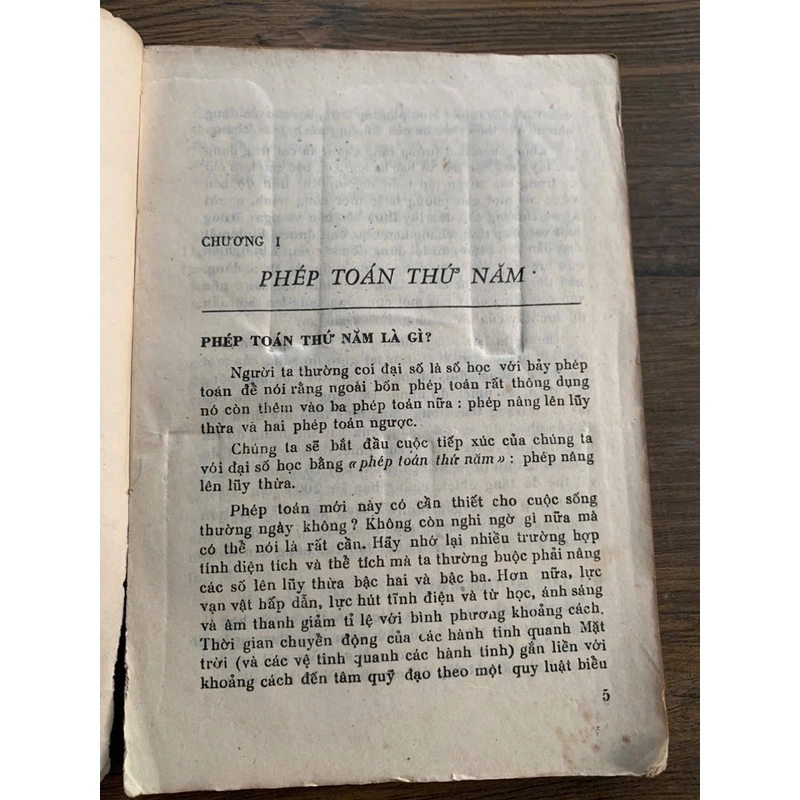 CHƯƠNG I
PHÉP TOÁN THỨ NĂM
PHÉP TOÁN THỨ NĂM LÀ GÌ?
Người ta thường coi đại số là số học với bảy phép
toán để nói rằng ngoài bốn phép toán rất thông dụng
nó còn thêm vào ba phép toán nữa : phép nâng lên lũy
thừa và hai phép toán ngược.
Chúng ta sẽ bắt đầu cuộc tiếp xúc của chúng ta
vói đại số học bằng «phép toán thứ năm» : phép nâng
lên lũy thừa.
Phép toán mới này có cần thiết cho cuộc sống
thường ngày không ? Không còn nghi ngờ gì nữa mà
có thể nói là rất cần. Hãy nhớ lại nhiều trường hợp
tính diện tích và thể tích mà ta thường buộc phải nâng
các số lên lũy thừa bậc hai và bậc ba. Hơn nữa, lực
vạn vật hấp dẫn, lực hút tĩnh điện và từ học, ánh sáng
và âm thanh giảm tỉ lệ với bình phương khoảng cách.
Thời gian chuyển động của các hành tinh quanh Mặt
trời (và các vệ tinh quanh các hành tinh) gắn liền với
khoảng cách đến tâm quỹ đạo theo một quy luật biểu
5